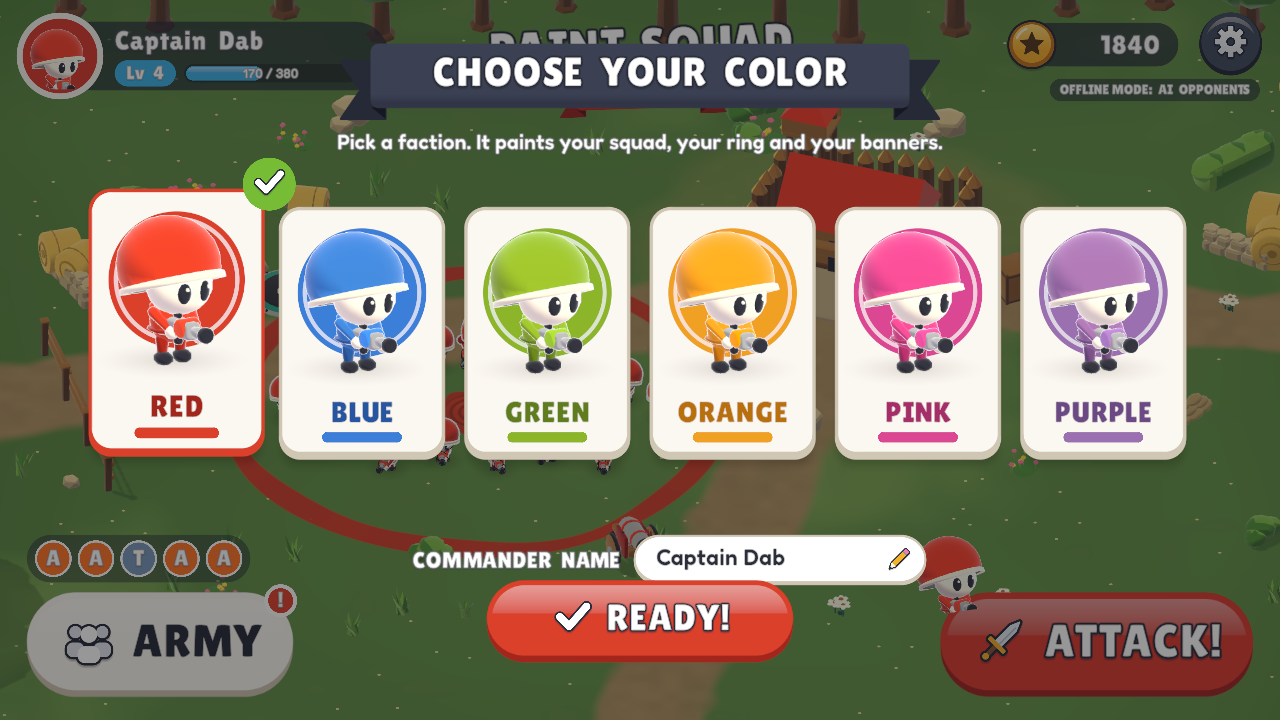 Captain Dab
Lv 4
170 / 380
PAINT SQUAD
1840
OFFLINE MODE: AI OPPONENTS
CHOOSE YOUR COLOR
Pick a faction. It paints your squad, your ring and your banners.
RED
BLUE
GREEN
ORANGE
PINK
PURPLE
A A T A A
COMMANDER NAME
Captain Dab
READY!
!
ARMY
ATTACK!